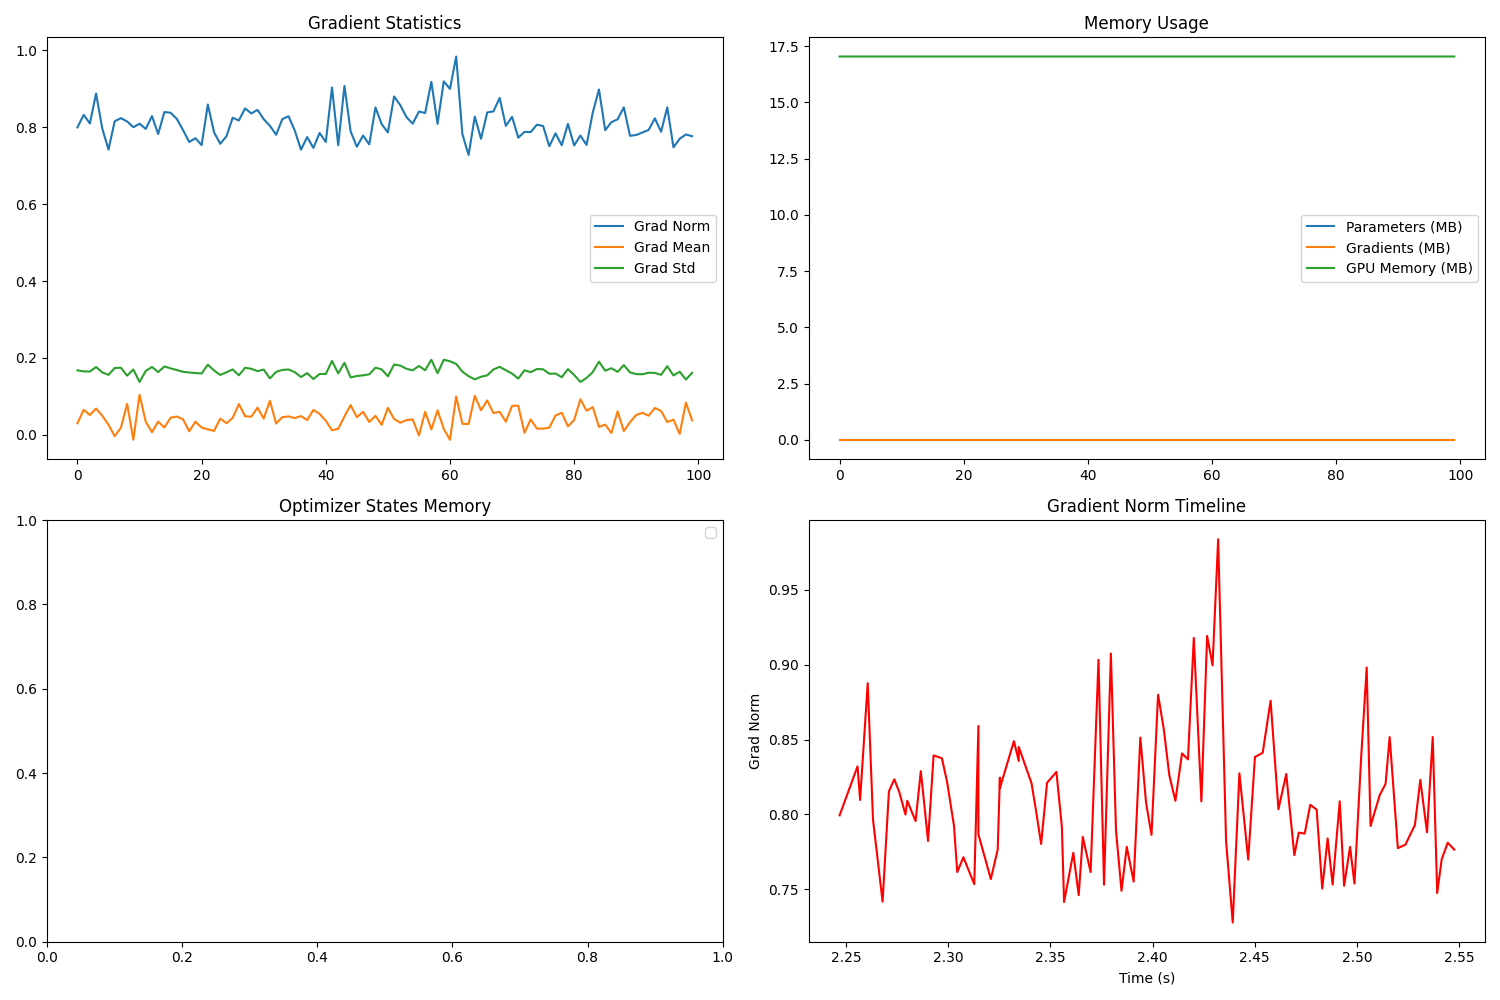 Gradient Statistics
1.0
0.8
0.6
0.4
0.2
0.0
Grad Norm
Grad Mean
Grad Std
0 20 40 60 80 100
Memory Usage
17.5
15.0
12.5
10.0
7.5
5.0
2.5
0.0
Parameters (MB)
Gradients (MB)
GPU Memory (MB)
0 20 40 60 80 100
Optimizer States Memory
1.0
0.8
0.6
0.4
0.2
0.0
0.0 0.2 0.4 0.6 0.8 1.0
Gradient Norm Timeline
Grad Norm
0.95
0.90
0.85
0.80
0.75
2.25 2.30 2.35 2.40 2.45 2.50 2.55
Time (s)